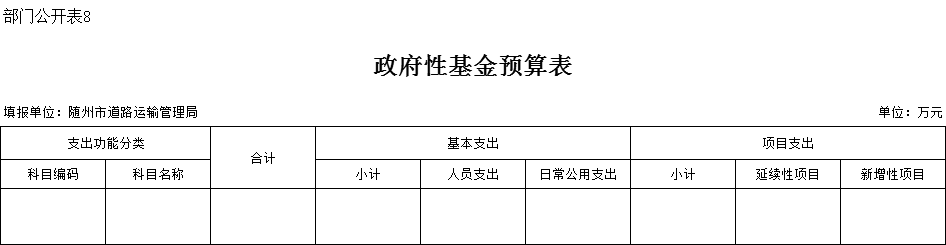 部门公开表8
政府性基金预算表
填报单位：随州市道路运输管理局 单位：万元
支出功能分类 合计 基本支出 项目支出
科目编码 科目名称 小计 人员支出 日常公用支出 小计 延续性项目 新增性项目